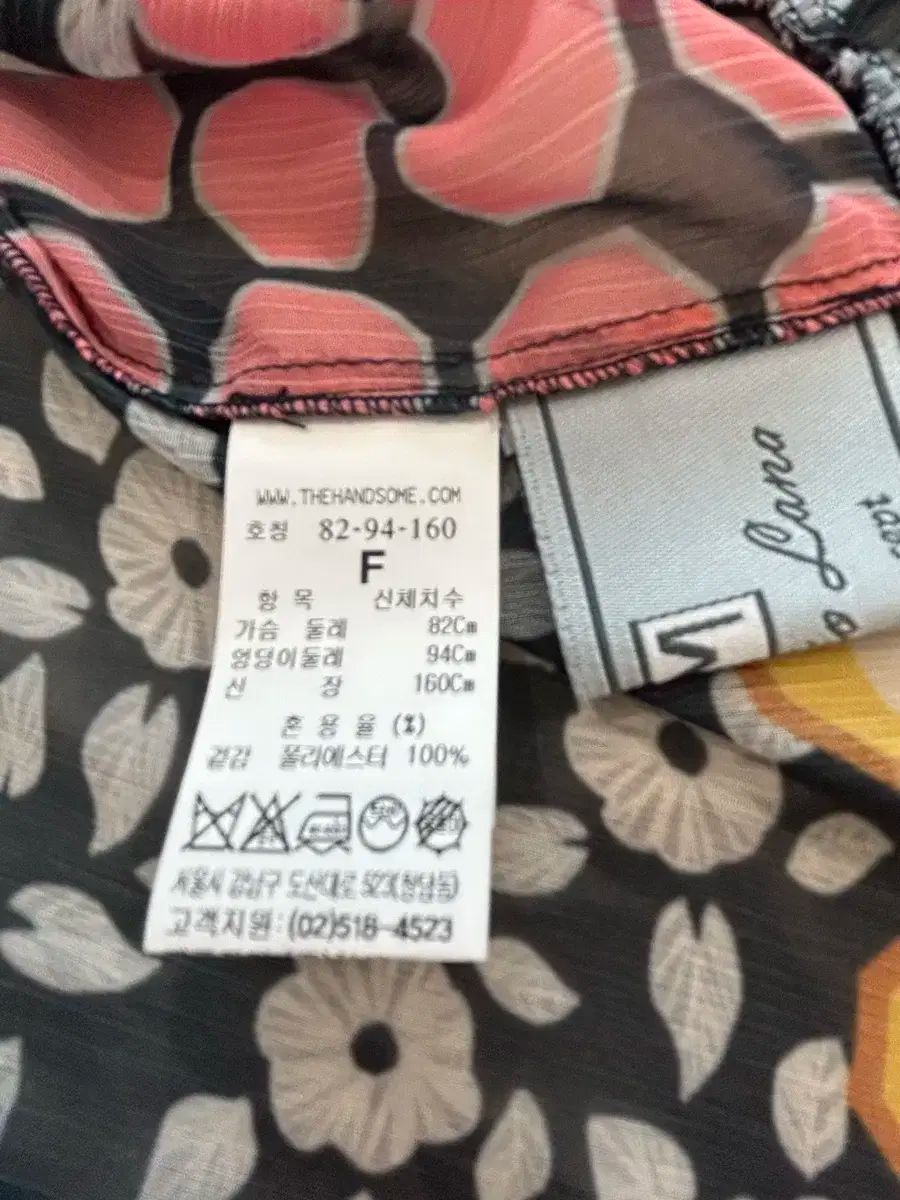 WWW.THEHANDSOME.COM
호칭 82-94-160
F
항 목 신체치수
가슴 둘레 82Cm
엉덩이둘레 94Cm
신 장 160Cm
혼 용 율 (%)
겉감 폴리에스터 100%
서울시 강남구 도산대로 523(청담동)
고객지원:(02)518-4523
Lana